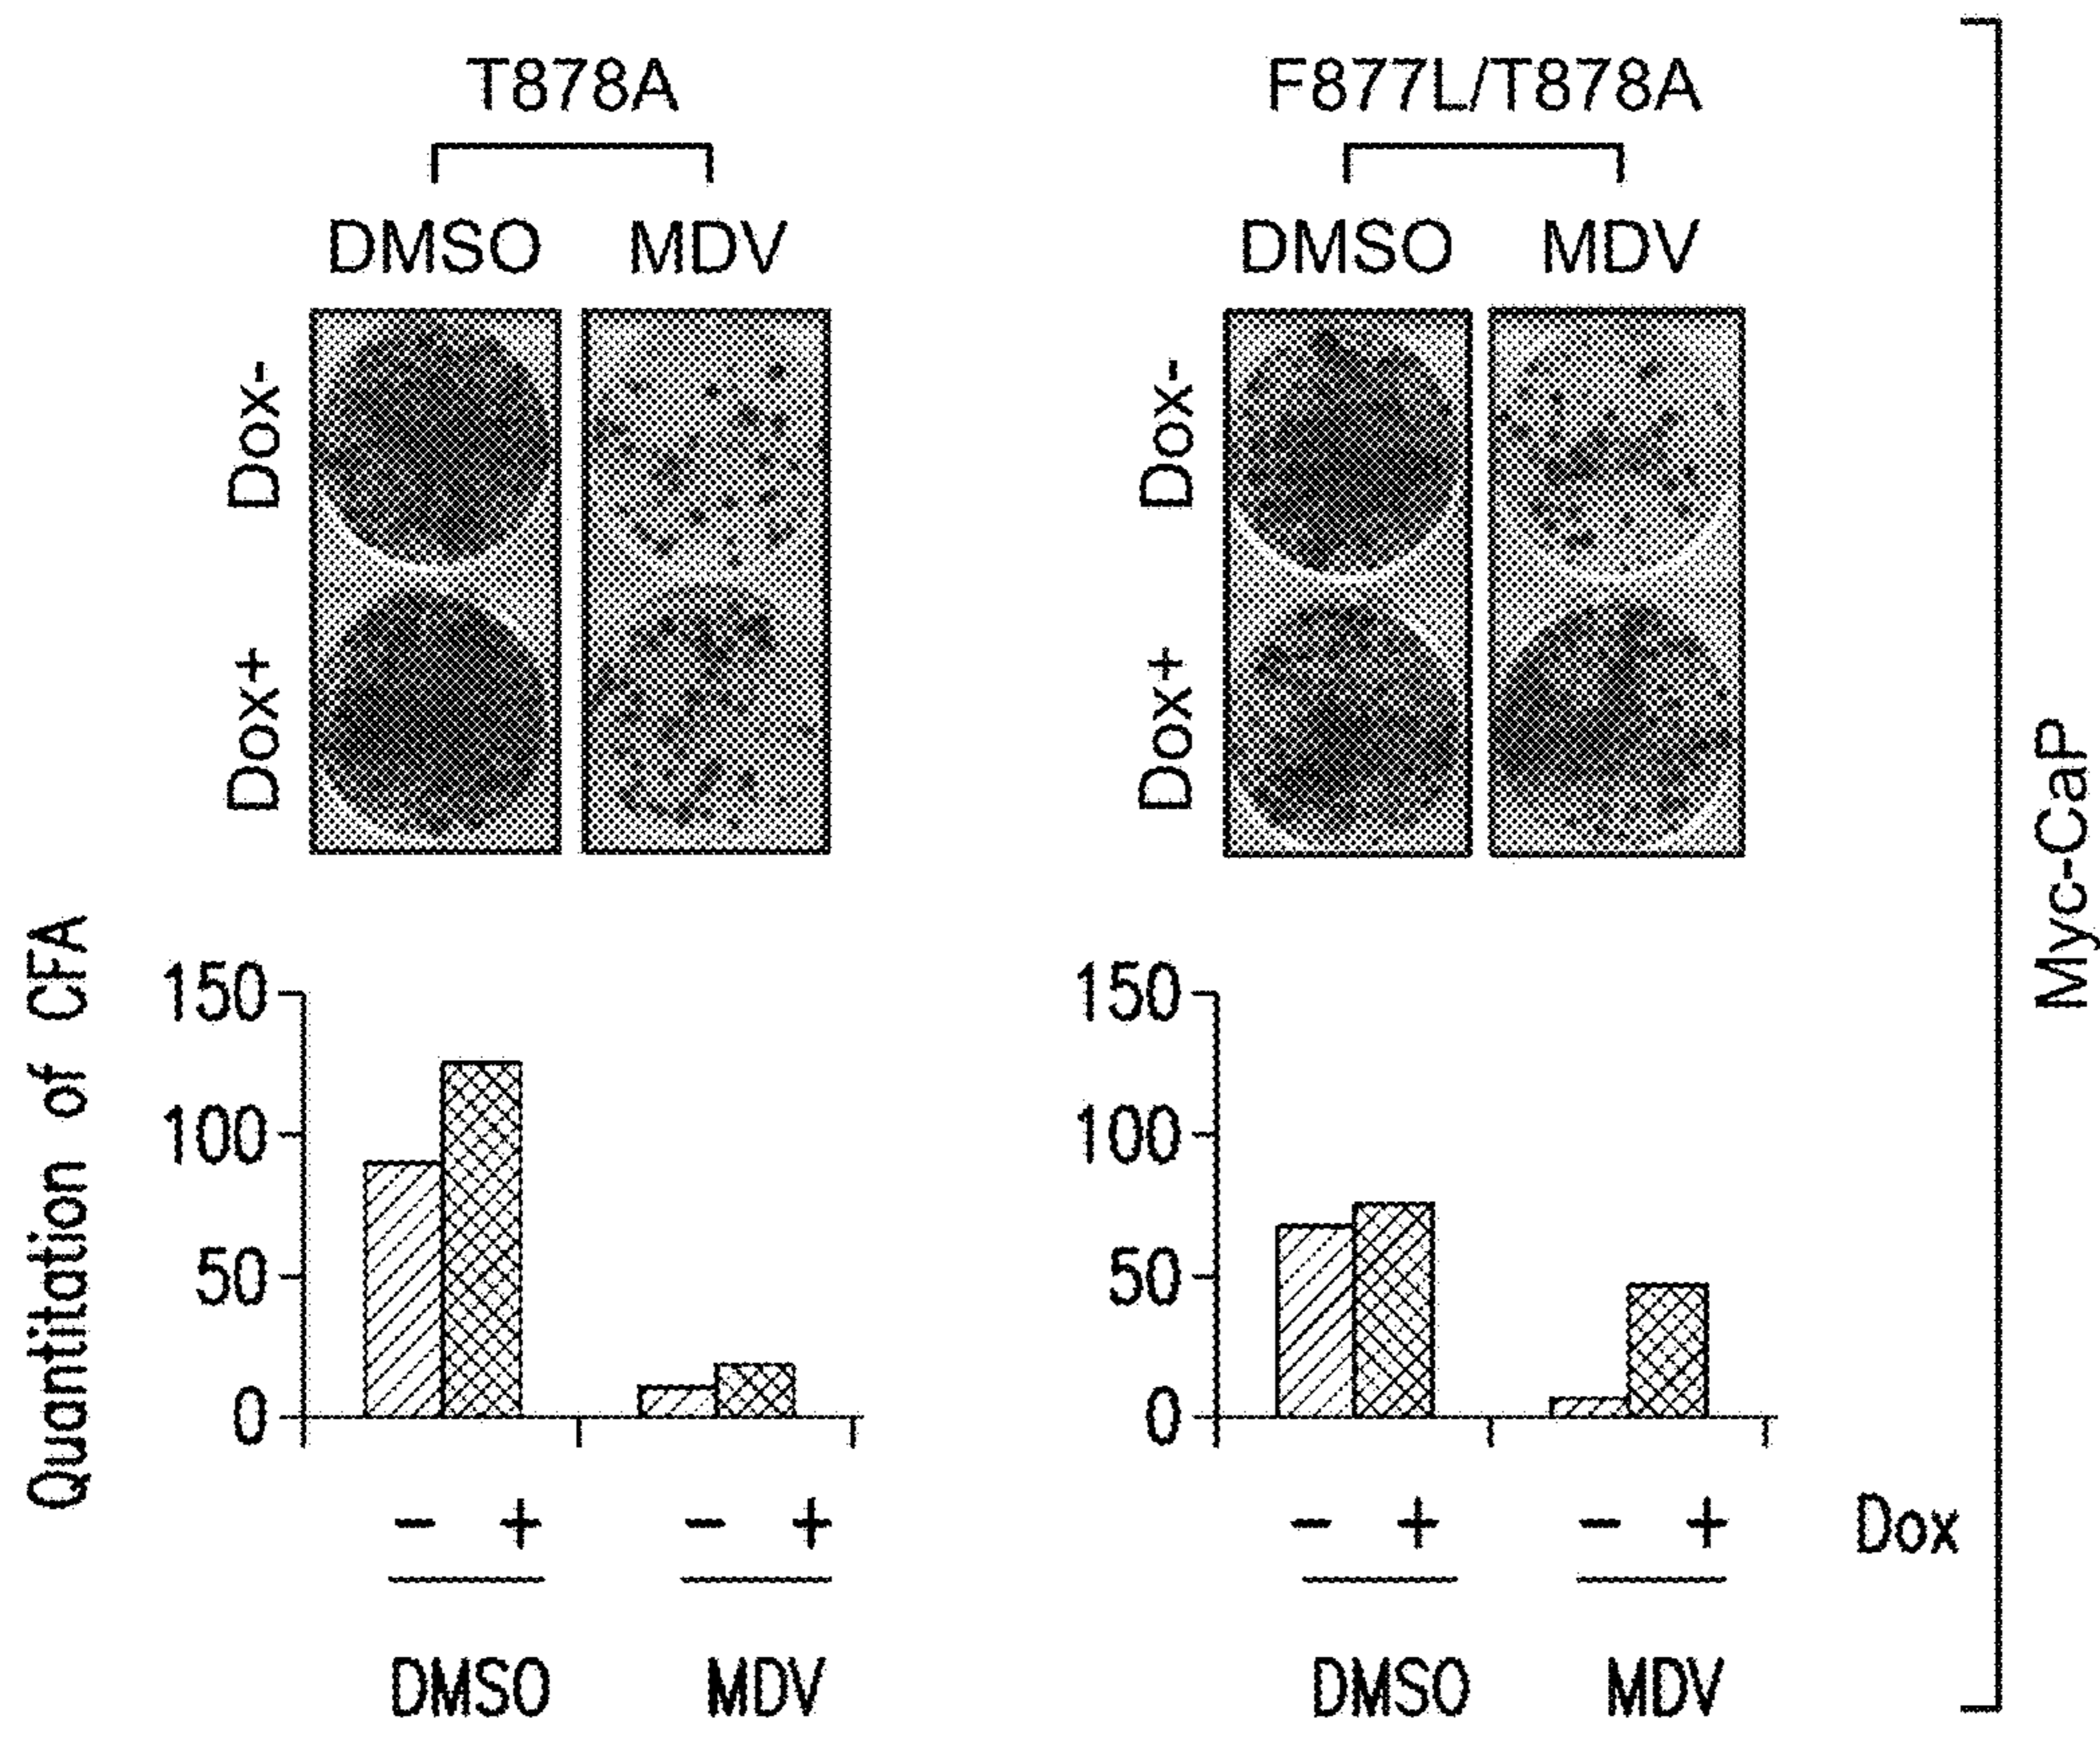 T878A
F877L/T878A
DMSO MDV
DMSO MDV
Dox-
Dox+
Dox-
Dox+
Myc-CaP
Quantitation of CFA
150
100
50
0
- + - +
DMSO MDV
150
100
50
0
- + - + Dox
DMSO MDV